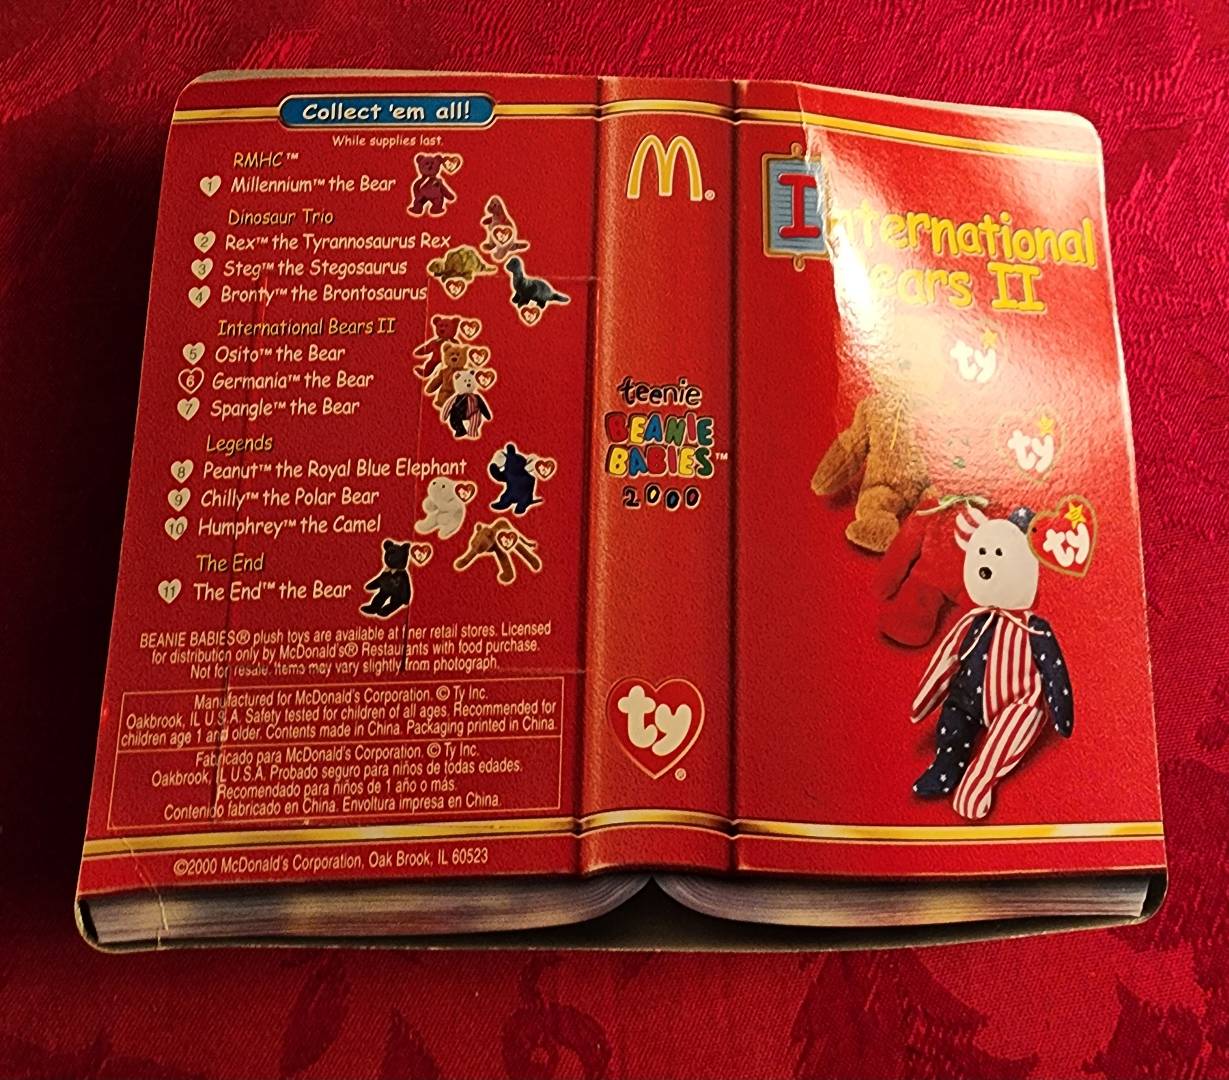 Collect 'em all!
While supplies last.
RMHC™
1 Millennium™ the Bear
Dinosaur Trio
2 Rex™ the Tyrannosaurus Rex
3 Steg™ the Stegosaurus
4 Bronty™ the Brontosaurus
International Bears II
5 Osito™ the Bear
6 Germania™ the Bear
7 Spangle™ the Bear
Legends
8 Peanut™ the Royal Blue Elephant
9 Chilly™ the Polar Bear
10 Humphrey™ the Camel
The End
11 The End™ the Bear
BEANIE BABIES® plush toys are available at finer retail stores. Licensed
for distribution only by McDonald's® Restaurants with food purchase.
Not for resale. Items may vary slightly from photograph.
Manufactured for McDonald's Corporation. © Ty Inc.
Oakbrook, IL U.S.A. Safety tested for children of all ages. Recommended for
children age 1 and older. Contents made in China. Packaging printed in China.
Fabricado para McDonald's Corporation. © Ty Inc.
Oakbrook, IL U.S.A. Probado seguro para niños de todas edades.
Recomendado para niños de 1 año o más.
Contenido fabricado en China. Envoltura impresa en China.
©2000 McDonald's Corporation, Oak Brook, IL 60523
M®
teenie
BEANIE
BABIES™
2000
ty®
International
Bears II
ty
ty
ty